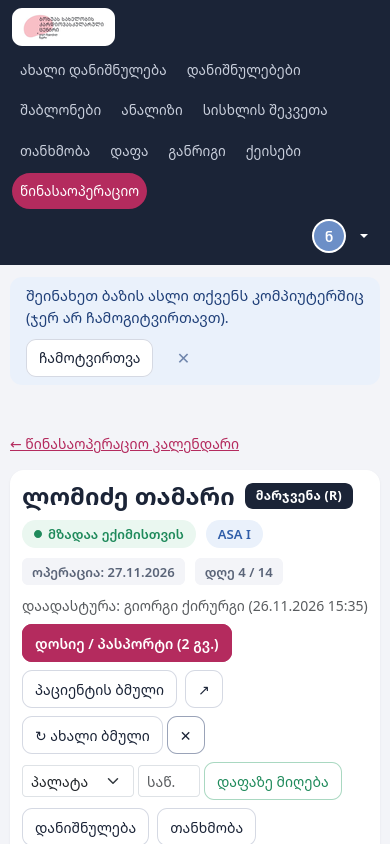 ახალი დანიშნულება დანიშნულებები
შაბლონები ანალიზი სისხლის შეკვეთა
თანხმობა დაფა განრიგი ქეისები
წინასაოპერაციო
ნ
შეინახეთ ბაზის ასლი თქვენს კომპიუტერშიც
(ჯერ არ ჩამოგიტვირთავთ).
ჩამოტვირთვა ×
← წინასაოპერაციო კალენდარი
ლომიძე თამარი მარჯვენა (R)
● მზადაა ექიმისთვის ASA I
ოპერაცია: 27.11.2026 დღე 4 / 14
დაადასტურა: გიორგი ქირურგი (26.11.2026 15:35)
დოსიე / პასპორტი (2 გვ.)
პაციენტის ბმული ↗
↻ ახალი ბმული ✕
პალატა საწ. დაფაზე მიღება
დანიშნულება თანხმობა